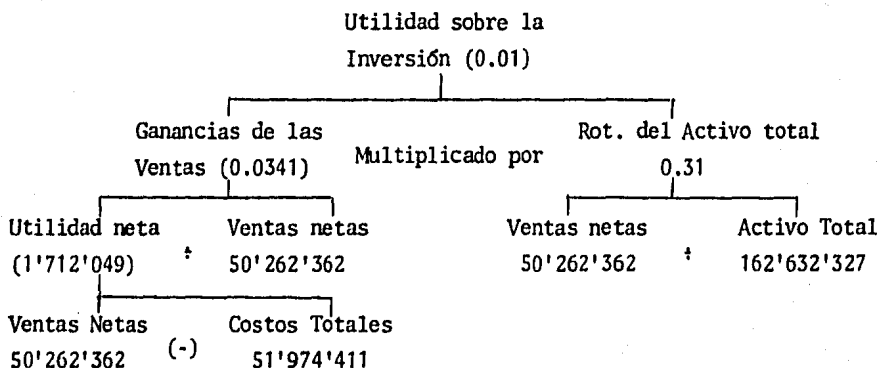 Utilidad sobre la
Inversión (0.01)
Ganancias de las
Ventas (0.0341)
Multiplicado por
Rot. del Activo total
0.31
Utilidad neta
(1'712'049)
÷
Ventas netas
50'262'362
Ventas netas
50'262'362
÷
Activo Total
162'632'327
Ventas Netas
50'262'362
(-)
Costos Totales
51'974'411